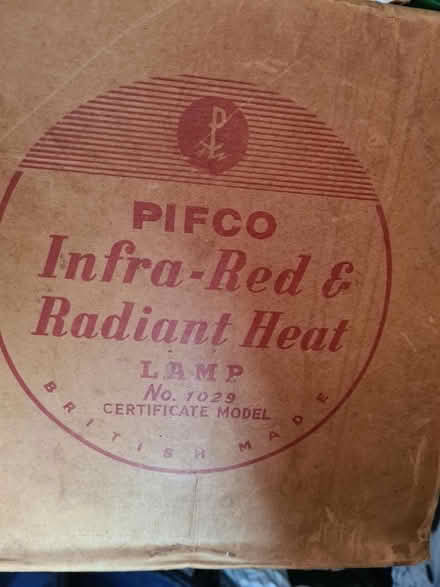 PIFCO
Infra-Red &
Radiant Heat
LAMP
No. 1029
CERTIFICATE MODEL
BRITISH MADE